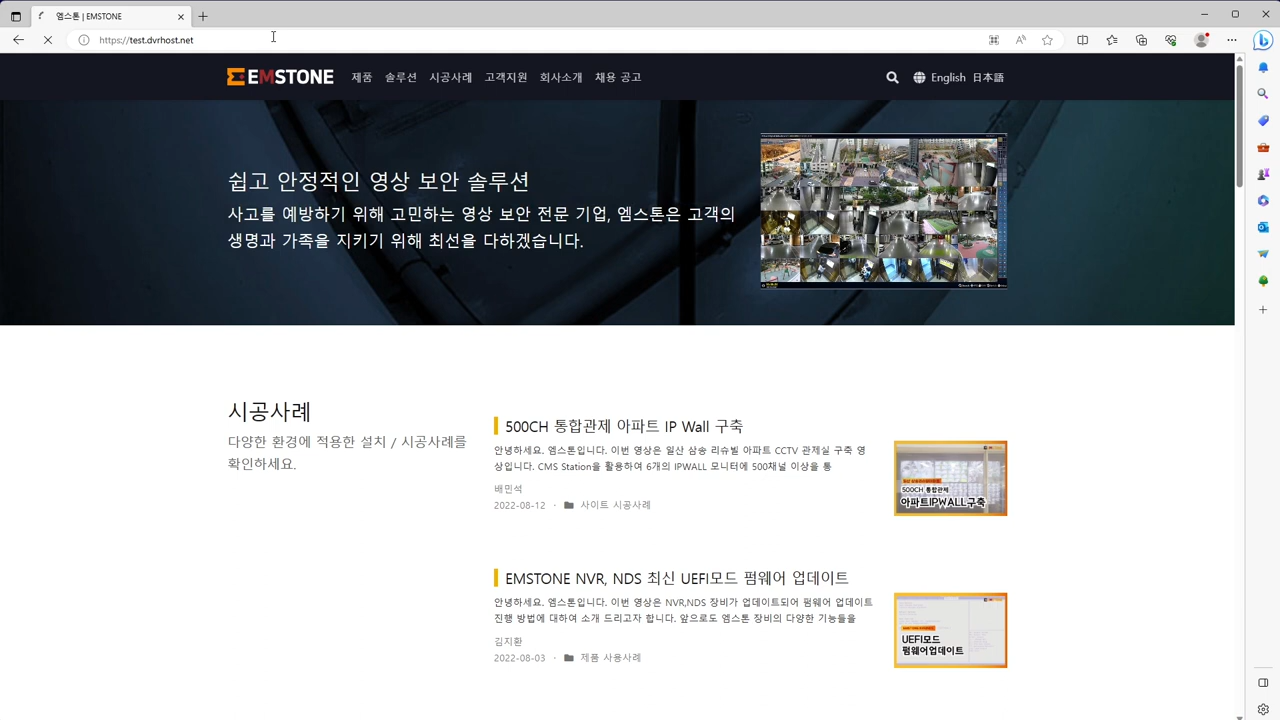 엠스톤 | EMSTONE
https://test.dvrhost.net
EMSTONE 제품 솔루션 시공사례 고객지원 회사소개 채용 공고 English 日本語
쉽고 안정적인 영상 보안 솔루션
사고를 예방하기 위해 고민하는 영상 보안 전문 기업, 엠스톤은 고객의
생명과 가족을 지키기 위해 최선을 다하겠습니다.
시공사례
다양한 환경에 적용한 설치 / 시공사례를
확인하세요.
500CH 통합관제 아파트 IP Wall 구축
안녕하세요. 엠스톤입니다. 이번 영상은 일산 삼송 리슈빌 아파트 CCTV 관제실 구축 영
상입니다. CMS Station을 활용하여 6개의 IPWALL 모니터에 500채널 이상을 통
배민석
2022-08-12 · 사이트 시공사례
500CH 통합관제
아파트IPWALL구축
EMSTONE NVR, NDS 최신 UEFI모드 펌웨어 업데이트
안녕하세요. 엠스톤입니다. 이번 영상은 NVR,NDS 장비가 업데이트되어 펌웨어 업데이트
진행 방법에 대하여 소개 드리고자 합니다. 앞으로도 엠스톤 장비의 다양한 기능들을
김지환
2022-08-03 · 제품 사용사례
UEFI모드
펌웨어업데이트